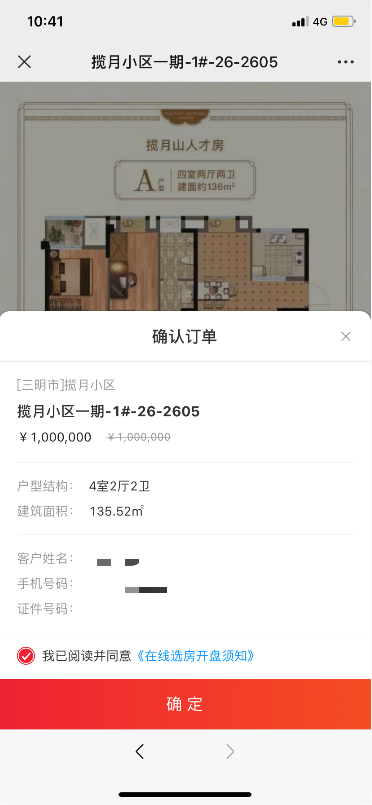 10:41
4G
揽月小区一期-1#-26-2605
揽月山人才房
A户型
四室两厅两卫
建面约136m²
确认订单
[三明市]揽月小区
揽月小区一期-1#-26-2605
￥1,000,000 ￥1,000,000
户型结构： 4室2厅2卫
建筑面积： 135.52㎡
客户姓名：
手机号码：
证件号码：
我已阅读并同意《在线选房开盘须知》
确定